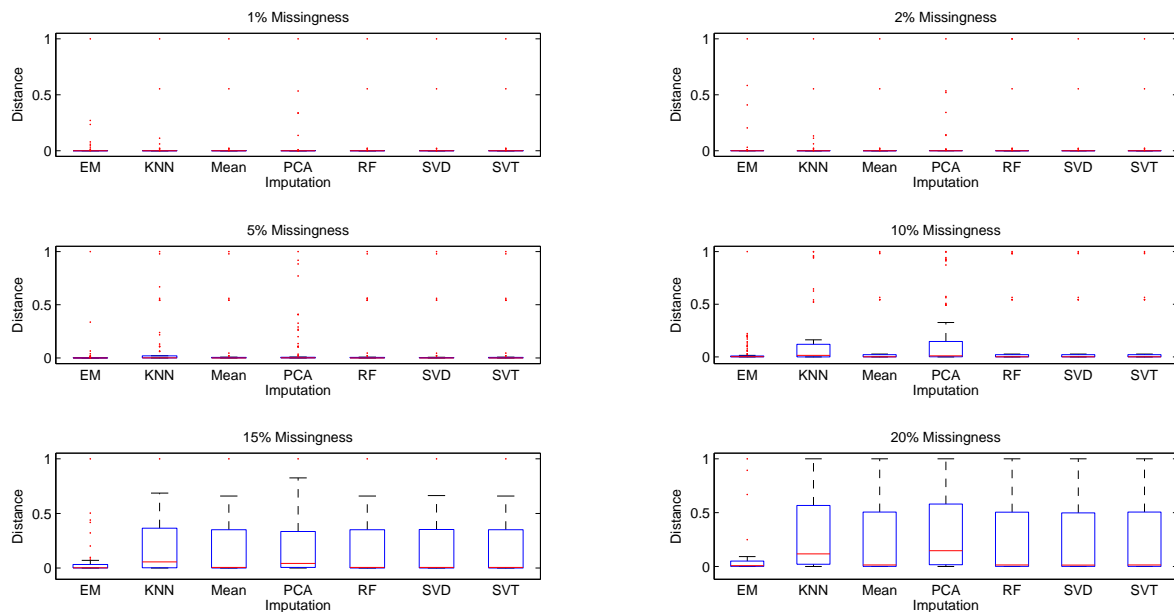 1% Missingness
1
0.5
0
Distance
EM KNN Mean PCA RF SVD SVT
Imputation
2% Missingness
1
0.5
0
Distance
EM KNN Mean PCA RF SVD SVT
Imputation
5% Missingness
1
0.5
0
Distance
EM KNN Mean PCA RF SVD SVT
Imputation
10% Missingness
1
0.5
0
Distance
EM KNN Mean PCA RF SVD SVT
Imputation
15% Missingness
1
0.5
0
Distance
EM KNN Mean PCA RF SVD SVT
Imputation
20% Missingness
1
0.5
0
Distance
EM KNN Mean PCA RF SVD SVT
Imputation